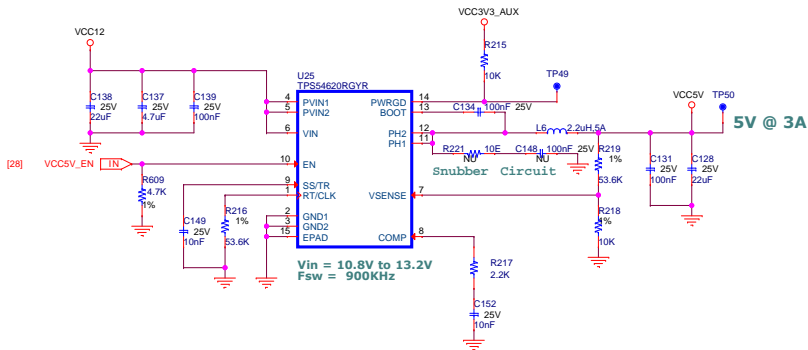 VCC3V3_AUX
VCC12
R215
10K
TP49
VCC5V
TP50
5V @ 3A
U25
TPS54620RGYR
C138
25V
22uF
C137
25V
4.7uF
C139
25V
100nF
4
PVIN1
5
PVIN2
6
VIN
PWRGD
14
BOOT
13
C134
100nF
25V
PH2
12
PH1
11
L6
2.2uH,5A
R221
10E
NU
C148
100nF
25V
NU
Snubber Circuit
R219
1%
53.6K
C131
25V
100nF
C128
25V
22uF
[28]
VCC5V_EN
IN
10
EN
9
SS/TR
1
RT/CLK
VSENSE
7
R609
4.7K
1%
C149
25V
10nF
R216
1%
53.6K
2
GND1
3
GND2
15
EPAD
COMP
8
R218
1%
10K
Vin = 10.8V to 13.2V
Fsw = 900KHz
R217
2.2K
C152
25V
10nF